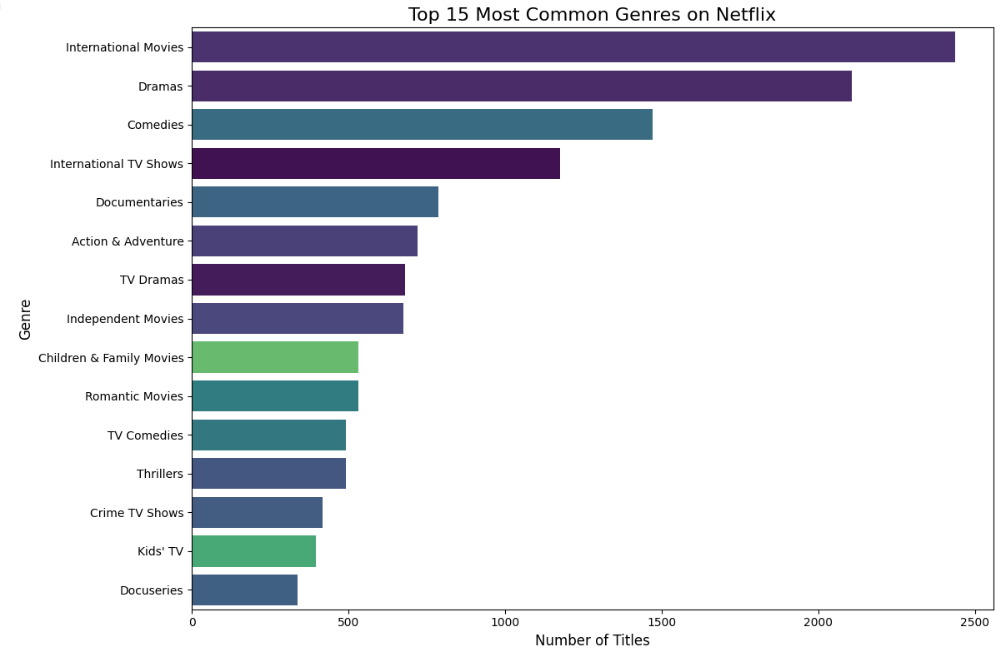 Top 15 Most Common Genres on Netflix
International Movies
Dramas
Comedies
International TV Shows
Documentaries
Action & Adventure
TV Dramas
Independent Movies
Children & Family Movies
Romantic Movies
TV Comedies
Thrillers
Crime TV Shows
Kids' TV
Docuseries
Genre
0 500 1000 1500 2000 2500
Number of Titles